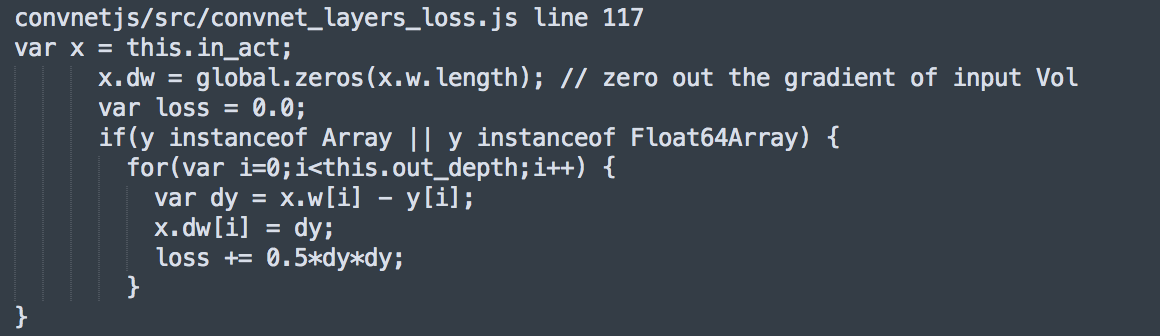 convnetjs/src/convnet_layers_loss.js line 117
var x = this.in_act;
      x.dw = global.zeros(x.w.length); // zero out the gradient of input Vol
      var loss = 0.0;
      if(y instanceof Array || y instanceof Float64Array) {
        for(var i=0;i<this.out_depth;i++) {
          var dy = x.w[i] - y[i];
          x.dw[i] = dy;
          loss += 0.5*dy*dy;
        }
}